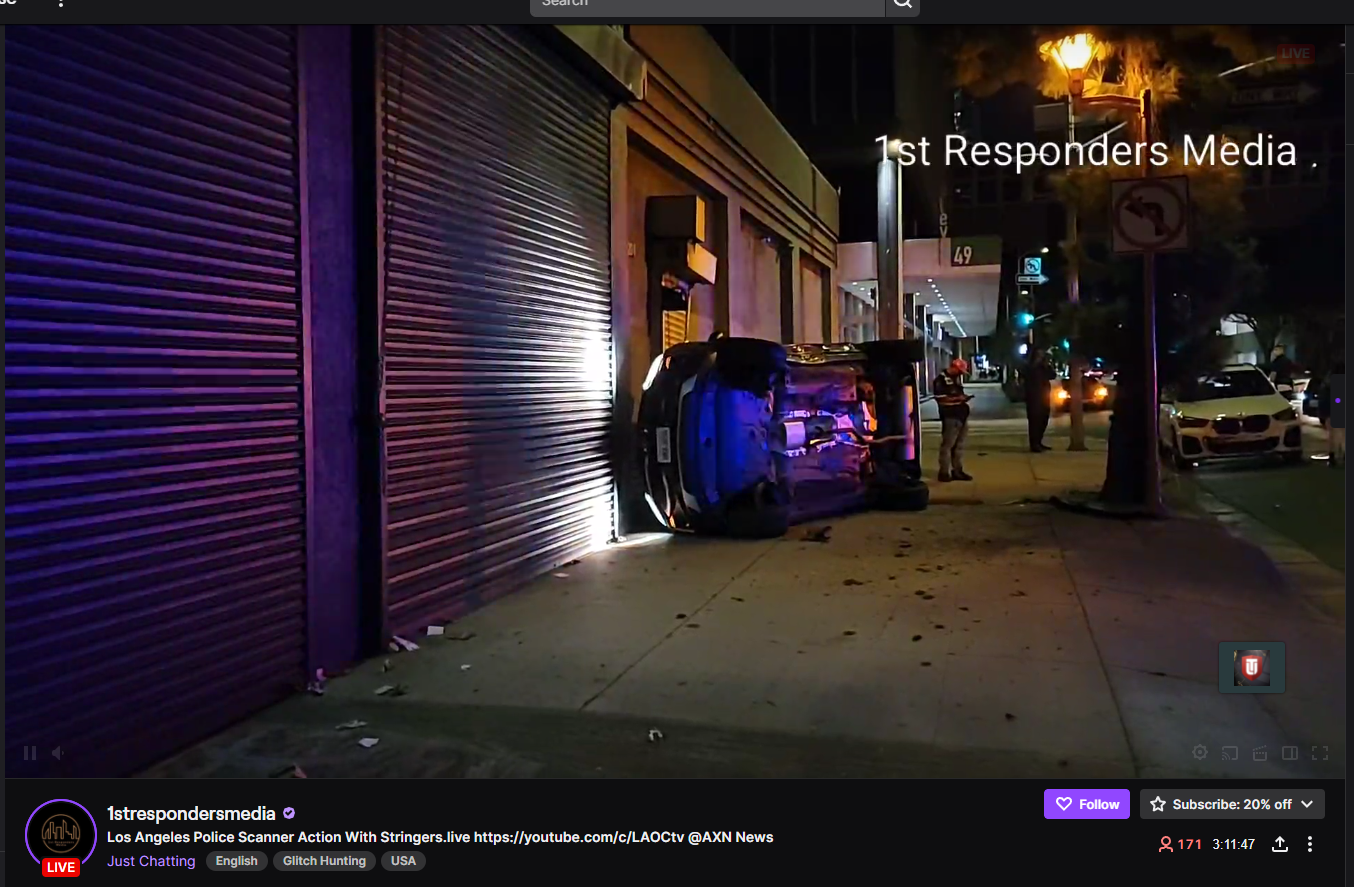 Search
LIVE
1st Responders Media .
49
1strespondersmedia
Los Angeles Police Scanner Action With Stringers.live https://youtube.com/c/LAOCtv @AXN News
Just Chatting English Glitch Hunting USA
LIVE
Follow
Subscribe: 20% off
171 3:11:47